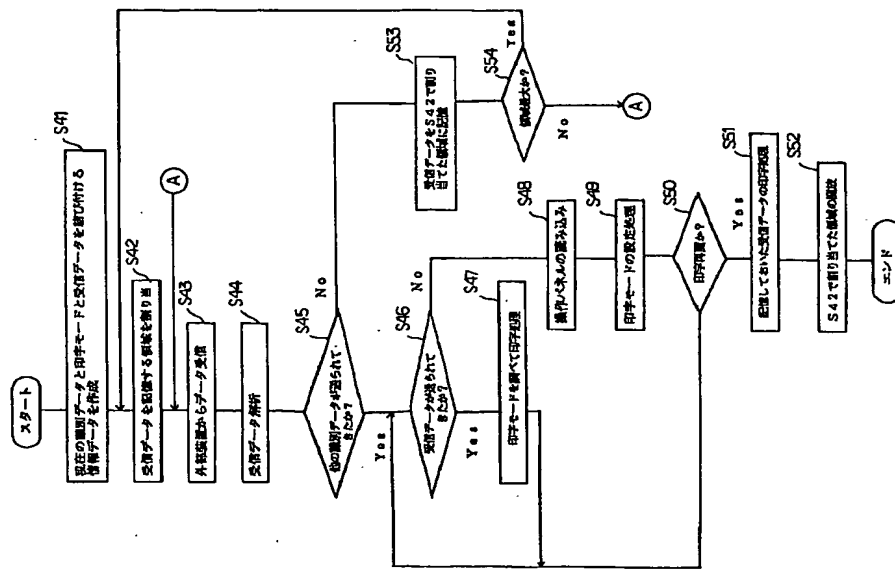 スタート
S41
現在の識別データと印字モードと受信データを結び付ける
情報データを作成
A
S42
受信データを記憶する領域を割り当
S43
外部装置からデータ受信
S44
受信データ解析
S45
他の識別データが送られて
きたか?
No
Yes
S46
受信データが送られて
きたか?
No
Yes
S47
印字モードを調べて印字処理
S53
受信データをS42で割り
当てた領域に記憶
S54
領域最大か?
Yes
No
A
S48
操作パネルの読み込み
S49
印字モードの設定処理
S50
印字再開か?
Yes
S51
記憶しておいた受信データの印字処理
S52
S42で割り当てた領域の開放
エンド